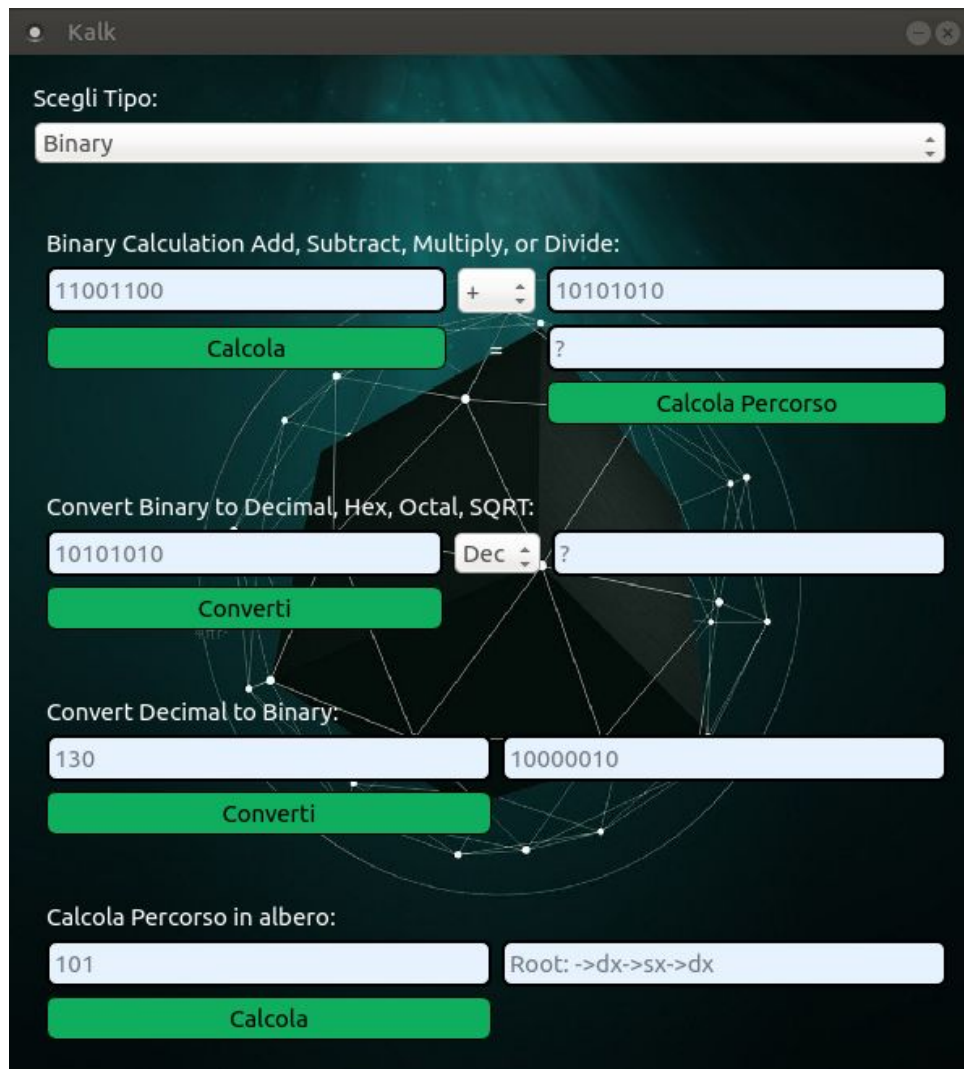 Kalk
Scegli Tipo:
Binary
Binary Calculation Add, Subtract, Multiply, or Divide:
11001100 + 10101010
Calcola = ?
Calcola Percorso
Convert Binary to Decimal, Hex, Octal, SQRT:
10101010 Dec ?
Converti
Convert Decimal to Binary:
130 10000010
Converti
Calcola Percorso in albero:
101 Root: ->dx->sx->dx
Calcola